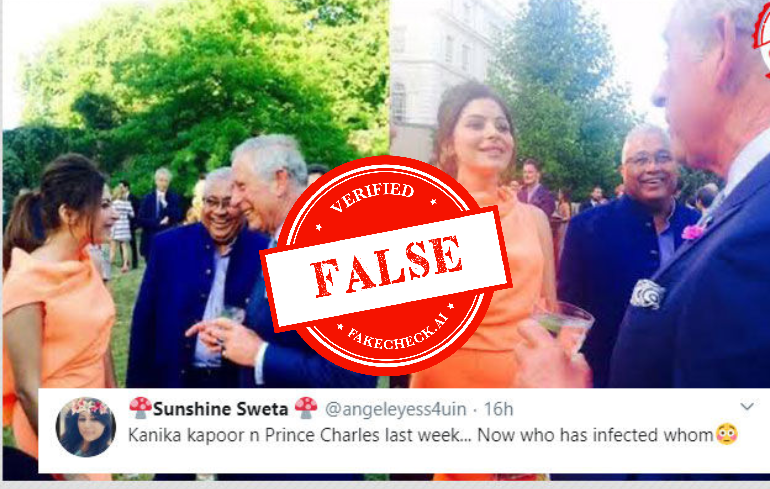 VERIFIED
FALSE
FAKECHECK.AI
Sunshine Sweta @angeleyess4uin · 16h
Kanika kapoor n Prince Charles last week... Now who has infected whom😳